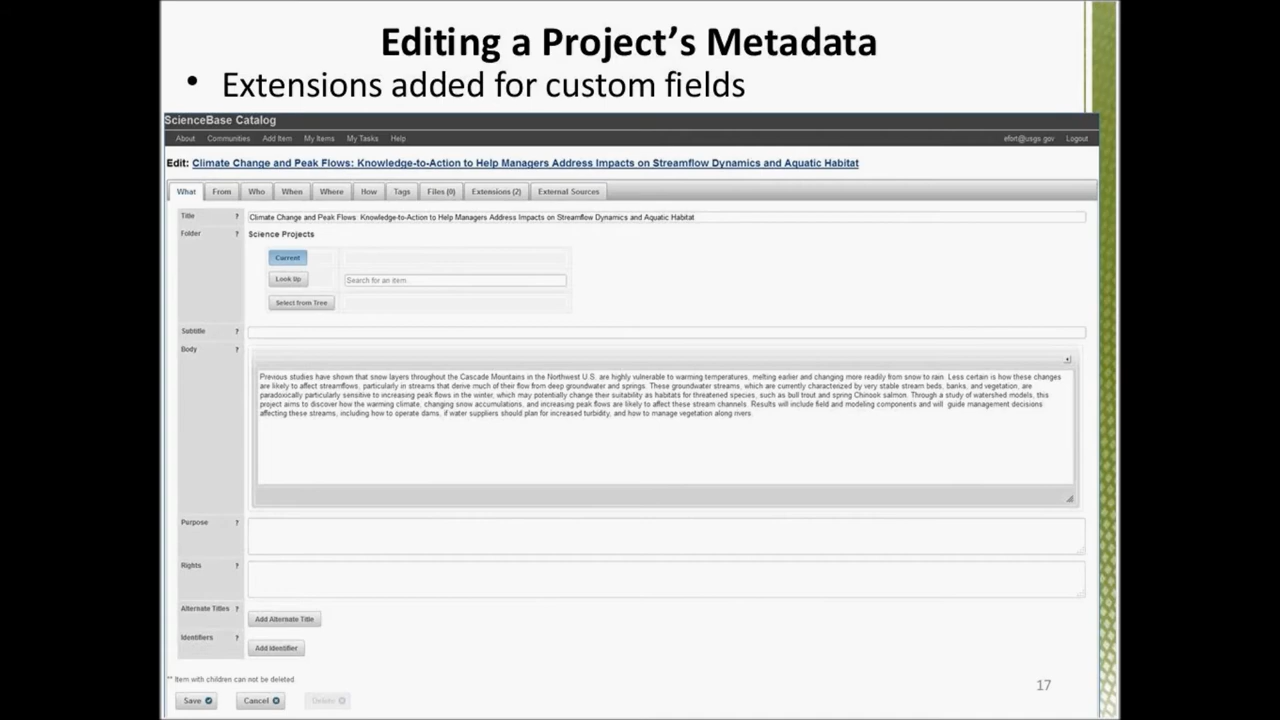 Editing a Project's Metadata
• Extensions added for custom fields
ScienceBase Catalog
About Communities Add Item My Items My Tasks Help efort@usgs.gov Logout
Edit: Climate Change and Peak Flows: Knowledge-to-Action to Help Managers Address Impacts on Streamflow Dynamics and Aquatic Habitat
What From Who When Where How Tags Files (0) Extensions (2) External Sources
Title ? Climate Change and Peak Flows: Knowledge-to-Action to Help Managers Address Impacts on Streamflow Dynamics and Aquatic Habitat
Folder ? Science Projects
Current
Look Up Search for an item
Select from Tree
Subtitle ?
Body ?
Previous studies have shown that snow layers throughout the Cascade Mountains in the Northwest U.S. are highly vulnerable to warming temperatures, melting earlier and changing more readily from snow to rain. Less certain is how these changes
are likely to affect streamflows, particularly in streams that derive much of their flow from deep groundwater and springs. These groundwater streams, which are currently characterized by very stable stream beds, banks, and vegetation, are
paradoxically particularly sensitive to increasing peak flows in the winter, which may potentially change their suitability as habitats for threatened species, such as bull trout and spring Chinook salmon. Through a study of watershed models, this
project aims to discover how the warming climate, changing snow accumulations, and increasing peak flows are likely to affect these stream channels. Results will include field and modeling components and will guide management decisions
affecting these streams, including how to operate dams, if water suppliers should plan for increased turbidity, and how to manage vegetation along rivers.
Purpose ?
Rights ?
Alternate Titles ? Add Alternate Title
Identifiers ? Add Identifier
** Item with children can not be deleted
Save Cancel Delete
17